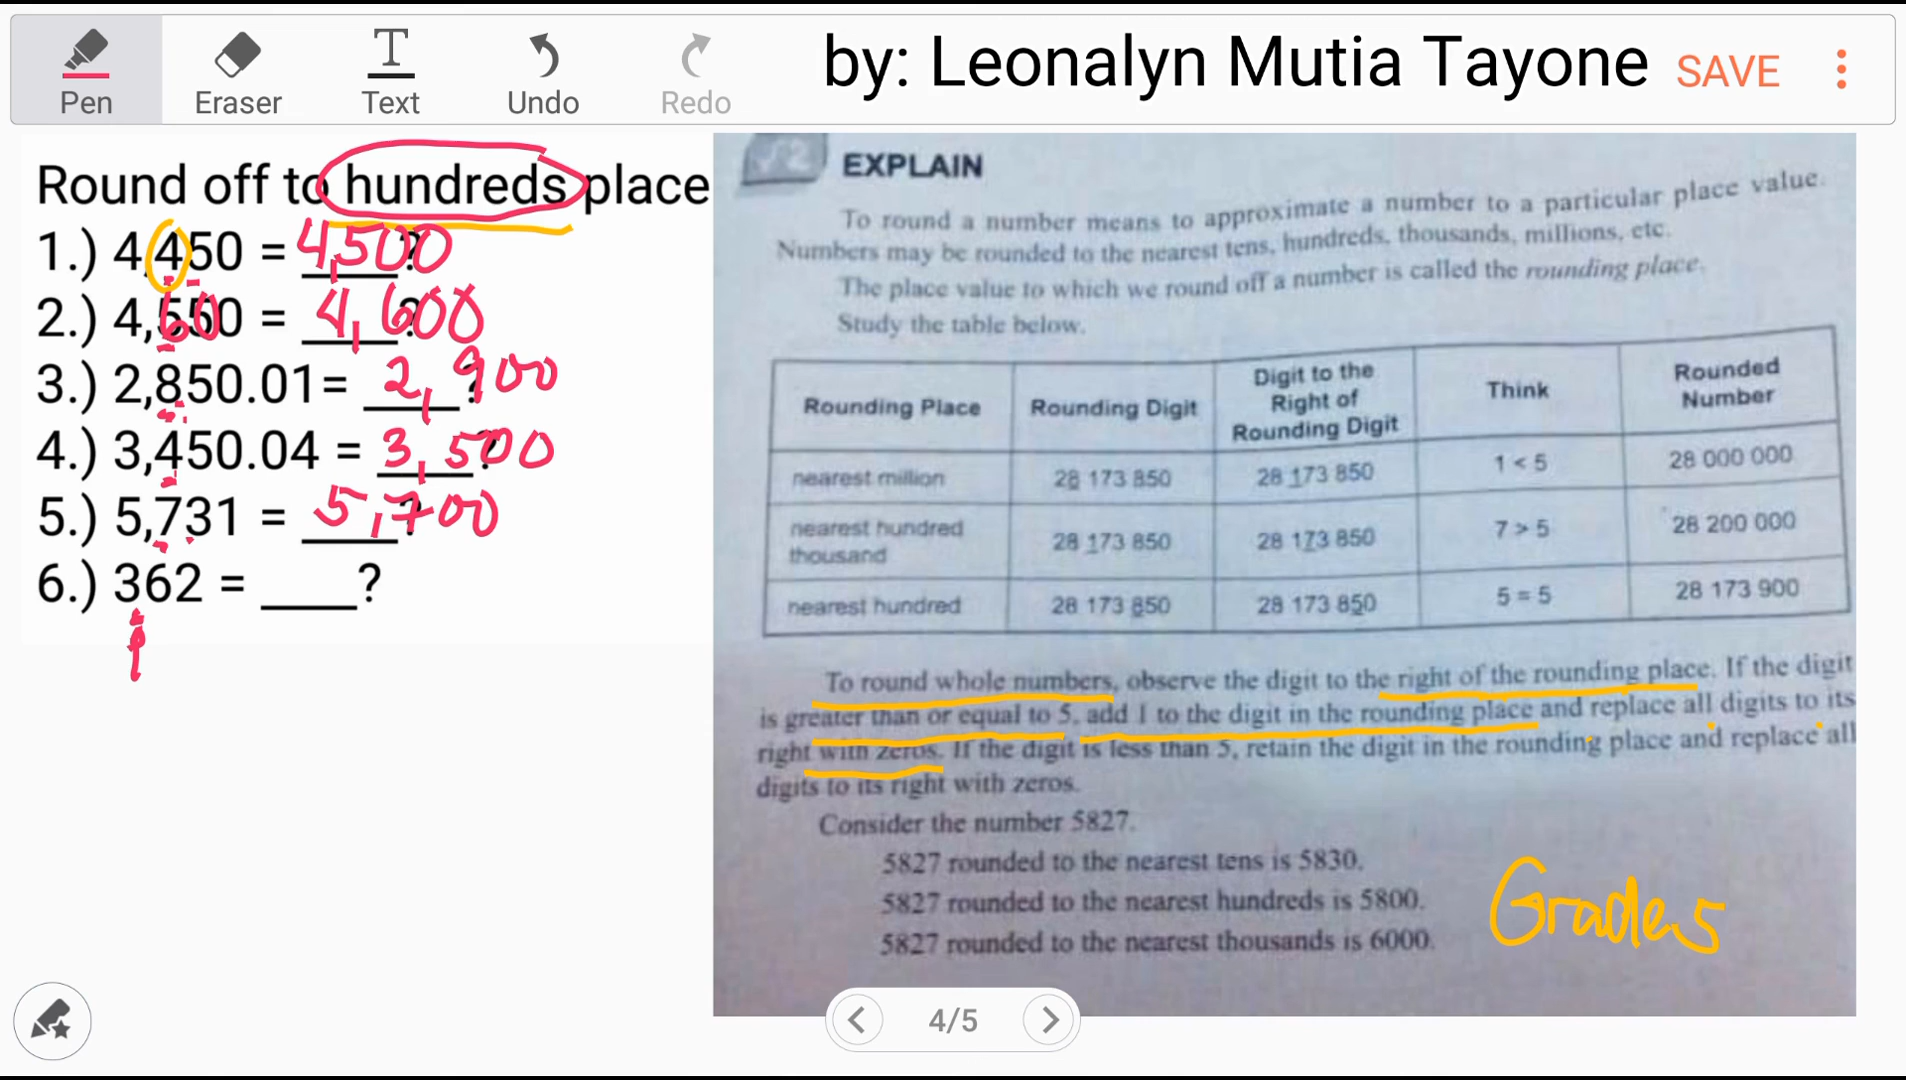 Pen
Eraser
Text
Undo
Redo
by: Leonalyn Mutia Tayone
SAVE
Round off to hundreds place
1.) 4,450 = ____? 4,500
2.) 4,550 = ____? 4,600
60
3.) 2,850.01= ____? 2,900
4.) 3,450.04 = ____? 3,500
5.) 5,731 = ____? 5,700
6.) 362 = ____?
EXPLAIN
To round a number means to approximate a number to a particular place value.
Numbers may be rounded to the nearest tens, hundreds, thousands, millions, etc.
The place value to which we round off a number is called the rounding place.
Study the table below.
Rounding Place Rounding Digit Digit to the Right of Rounding Digit Think Rounded Number
nearest million 28 173 850 28 173 850 1 < 5 28 000 000
nearest hundred thousand 28 173 850 28 173 850 7 > 5 28 200 000
nearest hundred 28 173 850 28 173 850 5 = 5 28 173 900
To round whole numbers, observe the digit to the right of the rounding place. If the digit
is greater than or equal to 5, add 1 to the digit in the rounding place and replace all digits to its
right with zeros. If the digit is less than 5, retain the digit in the rounding place and replace all
digits to its right with zeros.
Consider the number 5827.
5827 rounded to the nearest tens is 5830.
5827 rounded to the nearest hundreds is 5800.
5827 rounded to the nearest thousands is 6000.
Grade 5
4/5